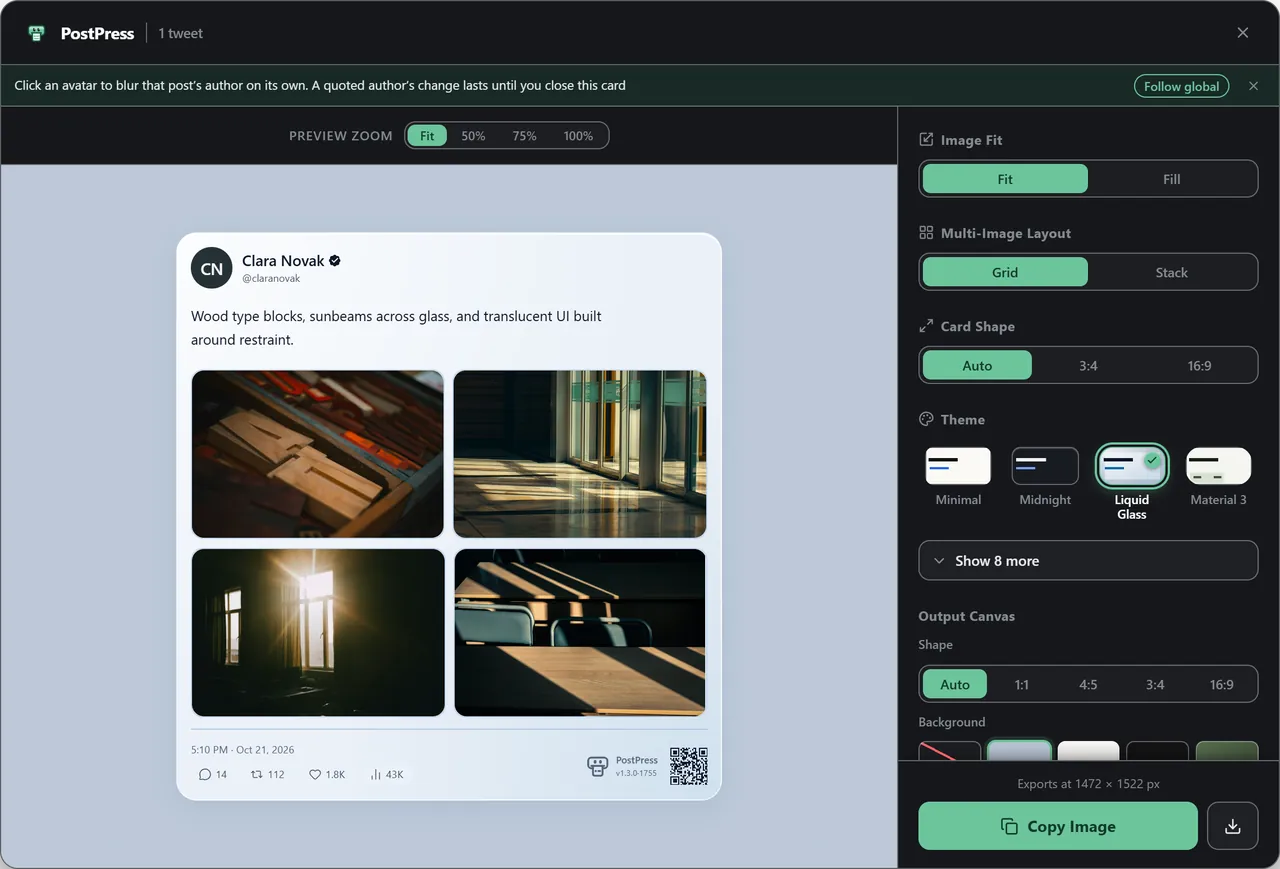 PostPress
1 tweet
Click an avatar to blur that post's author on its own. A quoted author's change lasts until you close this card
Follow global
PREVIEW ZOOM
Fit
50%
75%
100%
CN
Clara Novak
@claranovak
Wood type blocks, sunbeams across glass, and translucent UI built
around restraint.
5:10 PM · Oct 21, 2026
14
112
1.8K
43K
PostPress
v1.3.0-1755
Image Fit
Fit
Fill
Multi-Image Layout
Grid
Stack
Card Shape
Auto
3:4
16:9
Theme
Minimal
Midnight
Liquid
Glass
Material 3
Show 8 more
Output Canvas
Shape
Auto
1:1
4:5
3:4
16:9
Background
Exports at 1472 × 1522 px
Copy Image